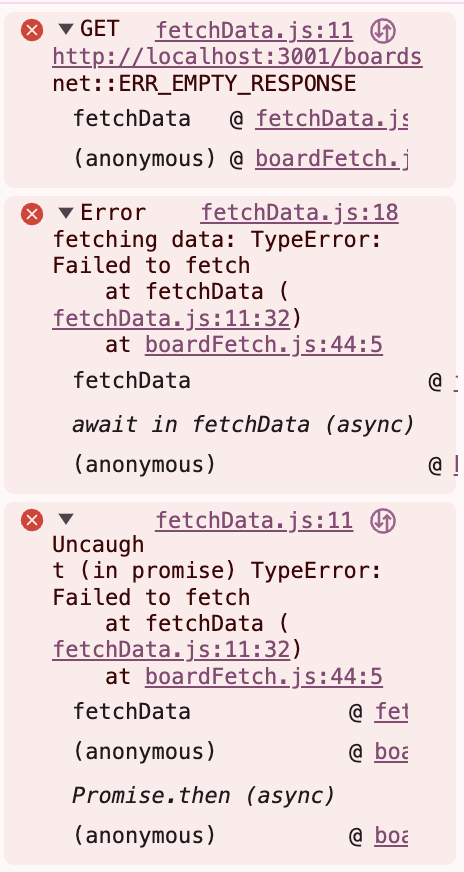 GET fetchData.js:11
http://localhost:3001/boards
net::ERR_EMPTY_RESPONSE
fetchData @ fetchData.js
(anonymous) @ boardFetch.j
Error fetchData.js:18
fetching data: TypeError:
Failed to fetch
at fetchData (
fetchData.js:11:32)
at boardFetch.js:44:5
fetchData @
await in fetchData (async)
(anonymous) @
fetchData.js:11
Uncaugh
t (in promise) TypeError:
Failed to fetch
at fetchData (
fetchData.js:11:32)
at boardFetch.js:44:5
fetchData @ fet
(anonymous) @ boa
Promise.then (async)
(anonymous) @ boa